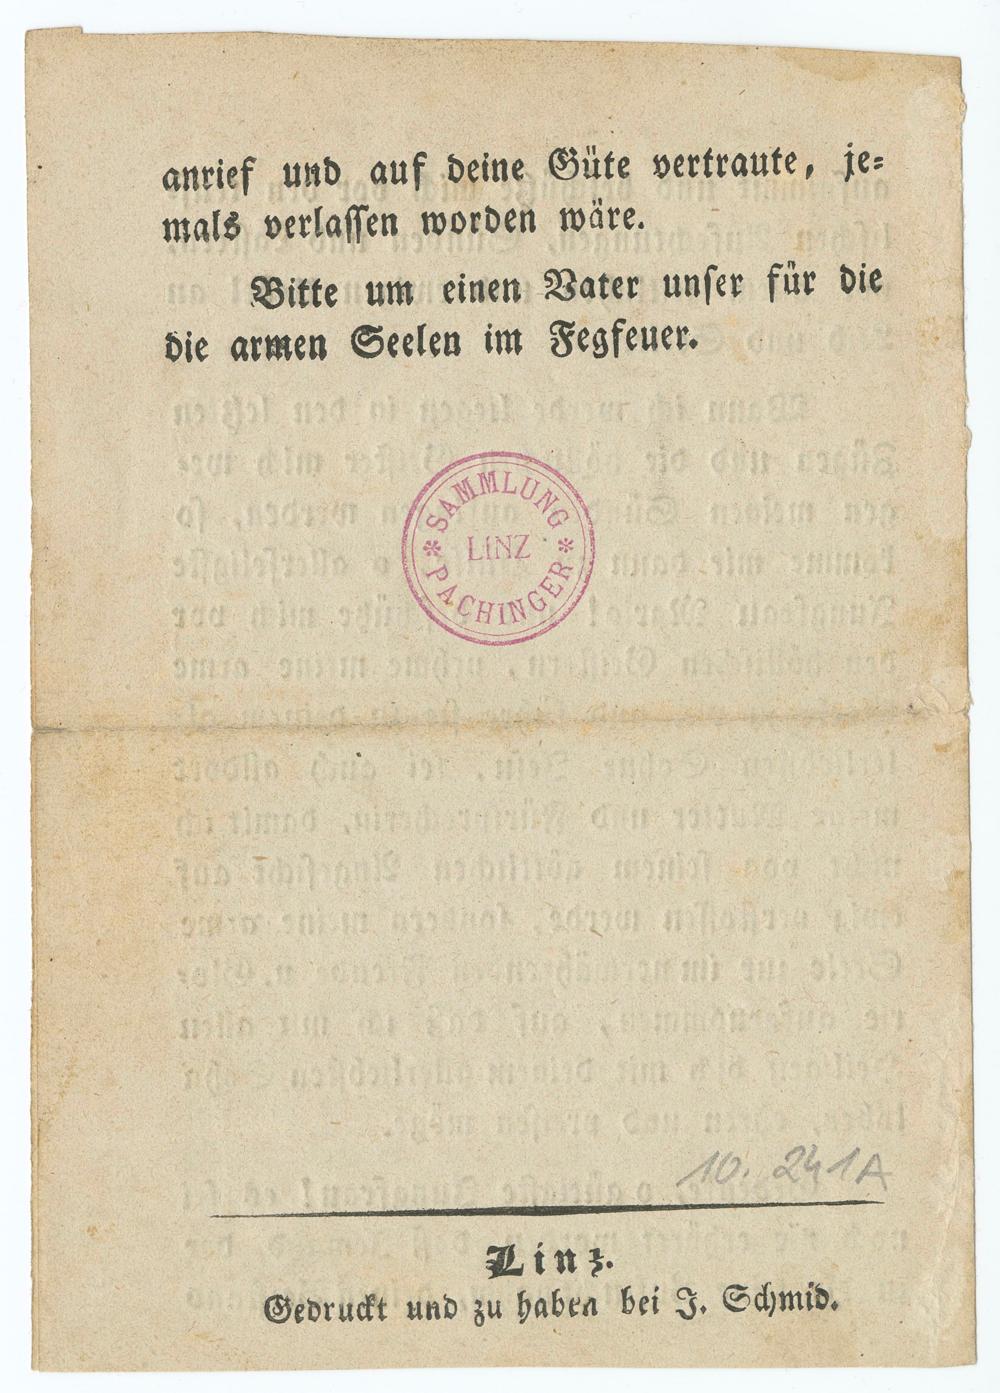 anrief und auf deine Güte vertraute, je=
mals verlassen worden wäre.
Bitte um einen Vater unser für die
die armen Seelen im Fegfeuer.
SAMMLUNG
LINZ
PACHINGER
10. 241A
Linz.
Gedruckt und zu haben bei J. Schmid.